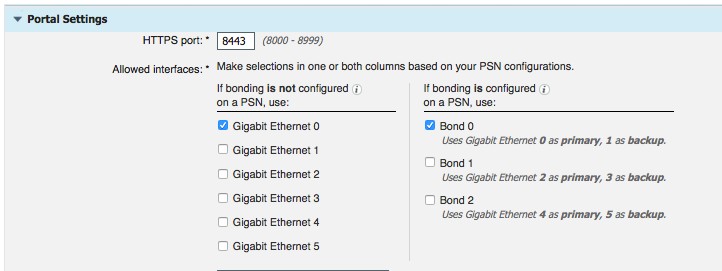 Portal Settings
HTTPS port: * 8443 (8000 - 8999)
Allowed interfaces: * Make selections in one or both columns based on your PSN configurations.
If bonding is not configured i
on a PSN, use:
Gigabit Ethernet 0
Gigabit Ethernet 1
Gigabit Ethernet 2
Gigabit Ethernet 3
Gigabit Ethernet 4
Gigabit Ethernet 5
If bonding is configured i
on a PSN, use:
Bond 0
Uses Gigabit Ethernet 0 as primary, 1 as backup.
Bond 1
Uses Gigabit Ethernet 2 as primary, 3 as backup.
Bond 2
Uses Gigabit Ethernet 4 as primary, 5 as backup.